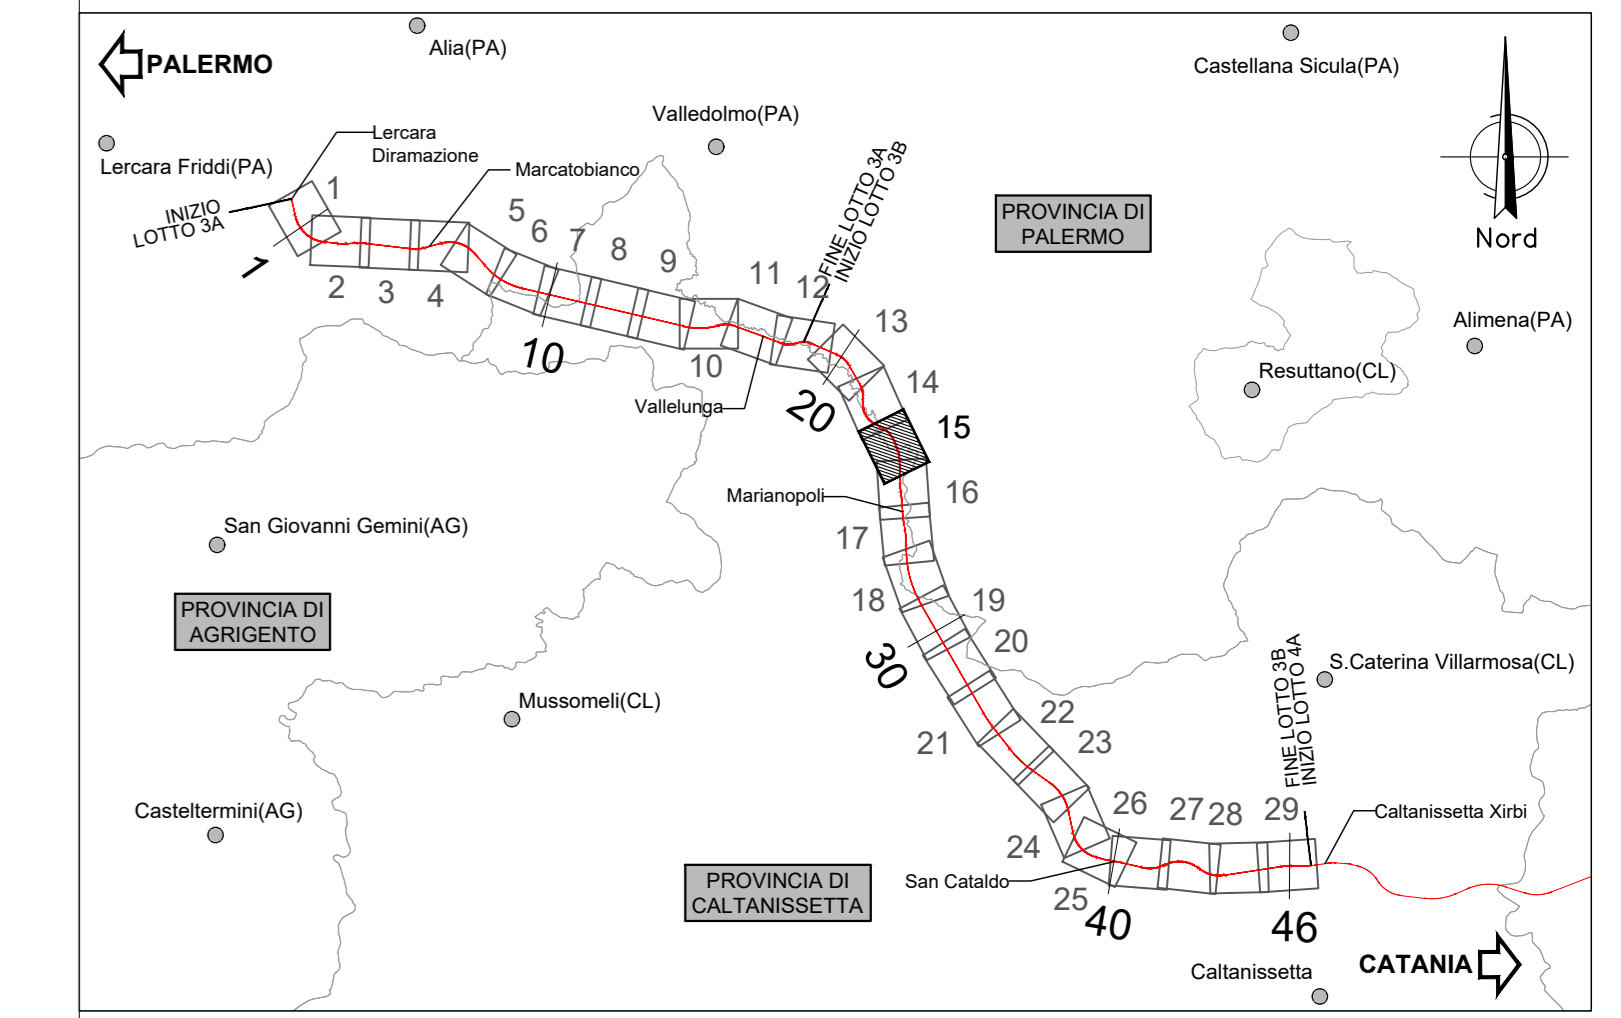 PALERMO
Alia(PA)
Castellana Sicula(PA)
Valledolmo(PA)
Lercara
Diramazione
Lercara Friddi(PA)
Marcatobianco
INIZIO
LOTTO 3A
FINE LOTTO 3A
INIZIO LOTTO 3B
PROVINCIA DI
PALERMO
Nord
1
1
2
3
4
5
6
7
8
9
10
10
11
12
13
14
15
20
Vallelunga
Alimena(PA)
Resuttano(CL)
Marianopoli
16
17
San Giovanni Gemini(AG)
PROVINCIA DI
AGRIGENTO
18
19
20
30
Mussomeli(CL)
21
22
23
FINE LOTTO 3B
INIZIO LOTTO 4A
S.Caterina Villarmosa(CL)
Casteltermini(AG)
24
25
26
27
28
29
Caltanissetta Xirbi
PROVINCIA DI
CALTANISSETTA
San Cataldo
40
46
Caltanissetta
CATANIA